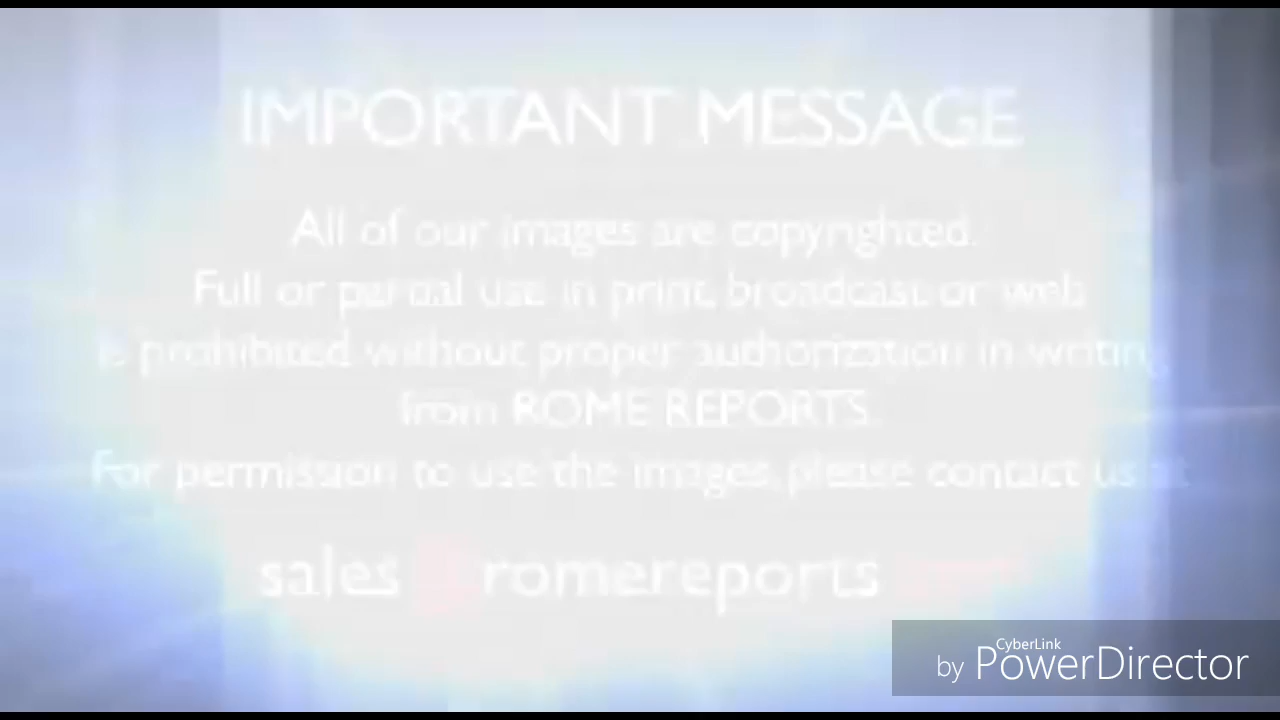 IMPORTANT MESSAGE
All of our images are copyrighted.
Full or partial use in print, broadcast or web
is prohibited without proper authorization in writing
from ROME REPORTS.
For permission to use the images, please contact us at
sales@romereports
by CyberLink PowerDirector